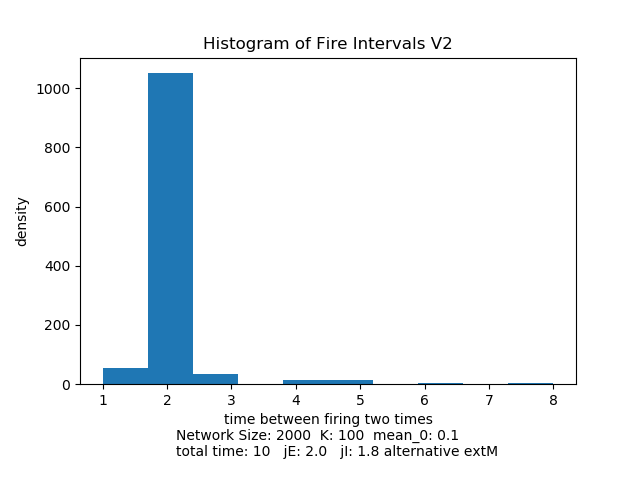 Histogram of Fire Intervals V2
1000
800
600
400
200
0
density
1 2 3 4 5 6 7 8
time between firing two times
Network Size: 2000  K: 100  mean_0: 0.1
total time: 10   jE: 2.0   jI: 1.8 alternative extM